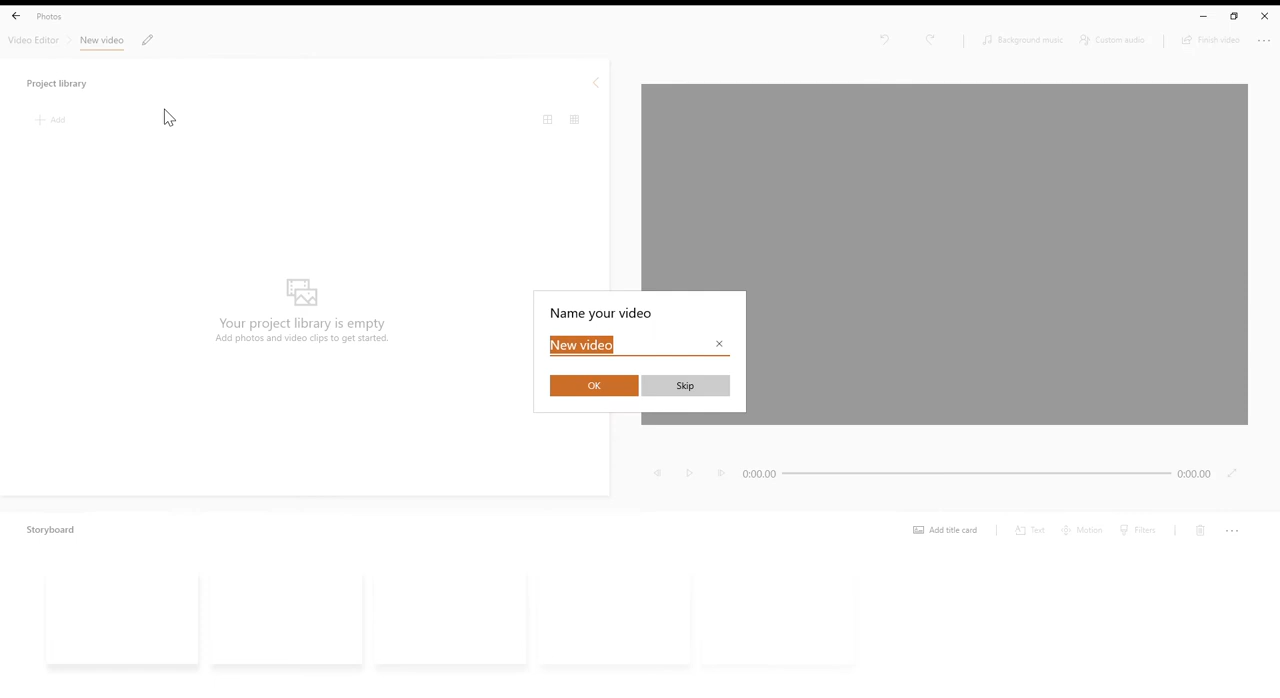 Photos
Video Editor New video
Background music Custom audio Finish video
Project library
Add
Your project library is empty
Add photos and video clips to get started.
Name your video
New video
OK Skip
0:00.00 0:00.00
Storyboard
Add title card Text Motion Filters